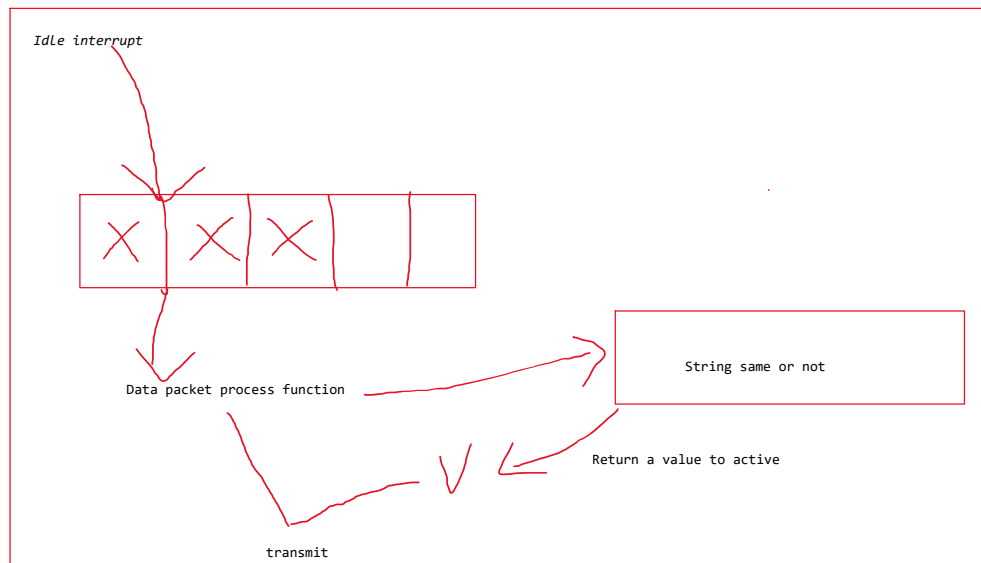 Idle interrupt
String same or not
Data packet process function
Return a value to active
transmit